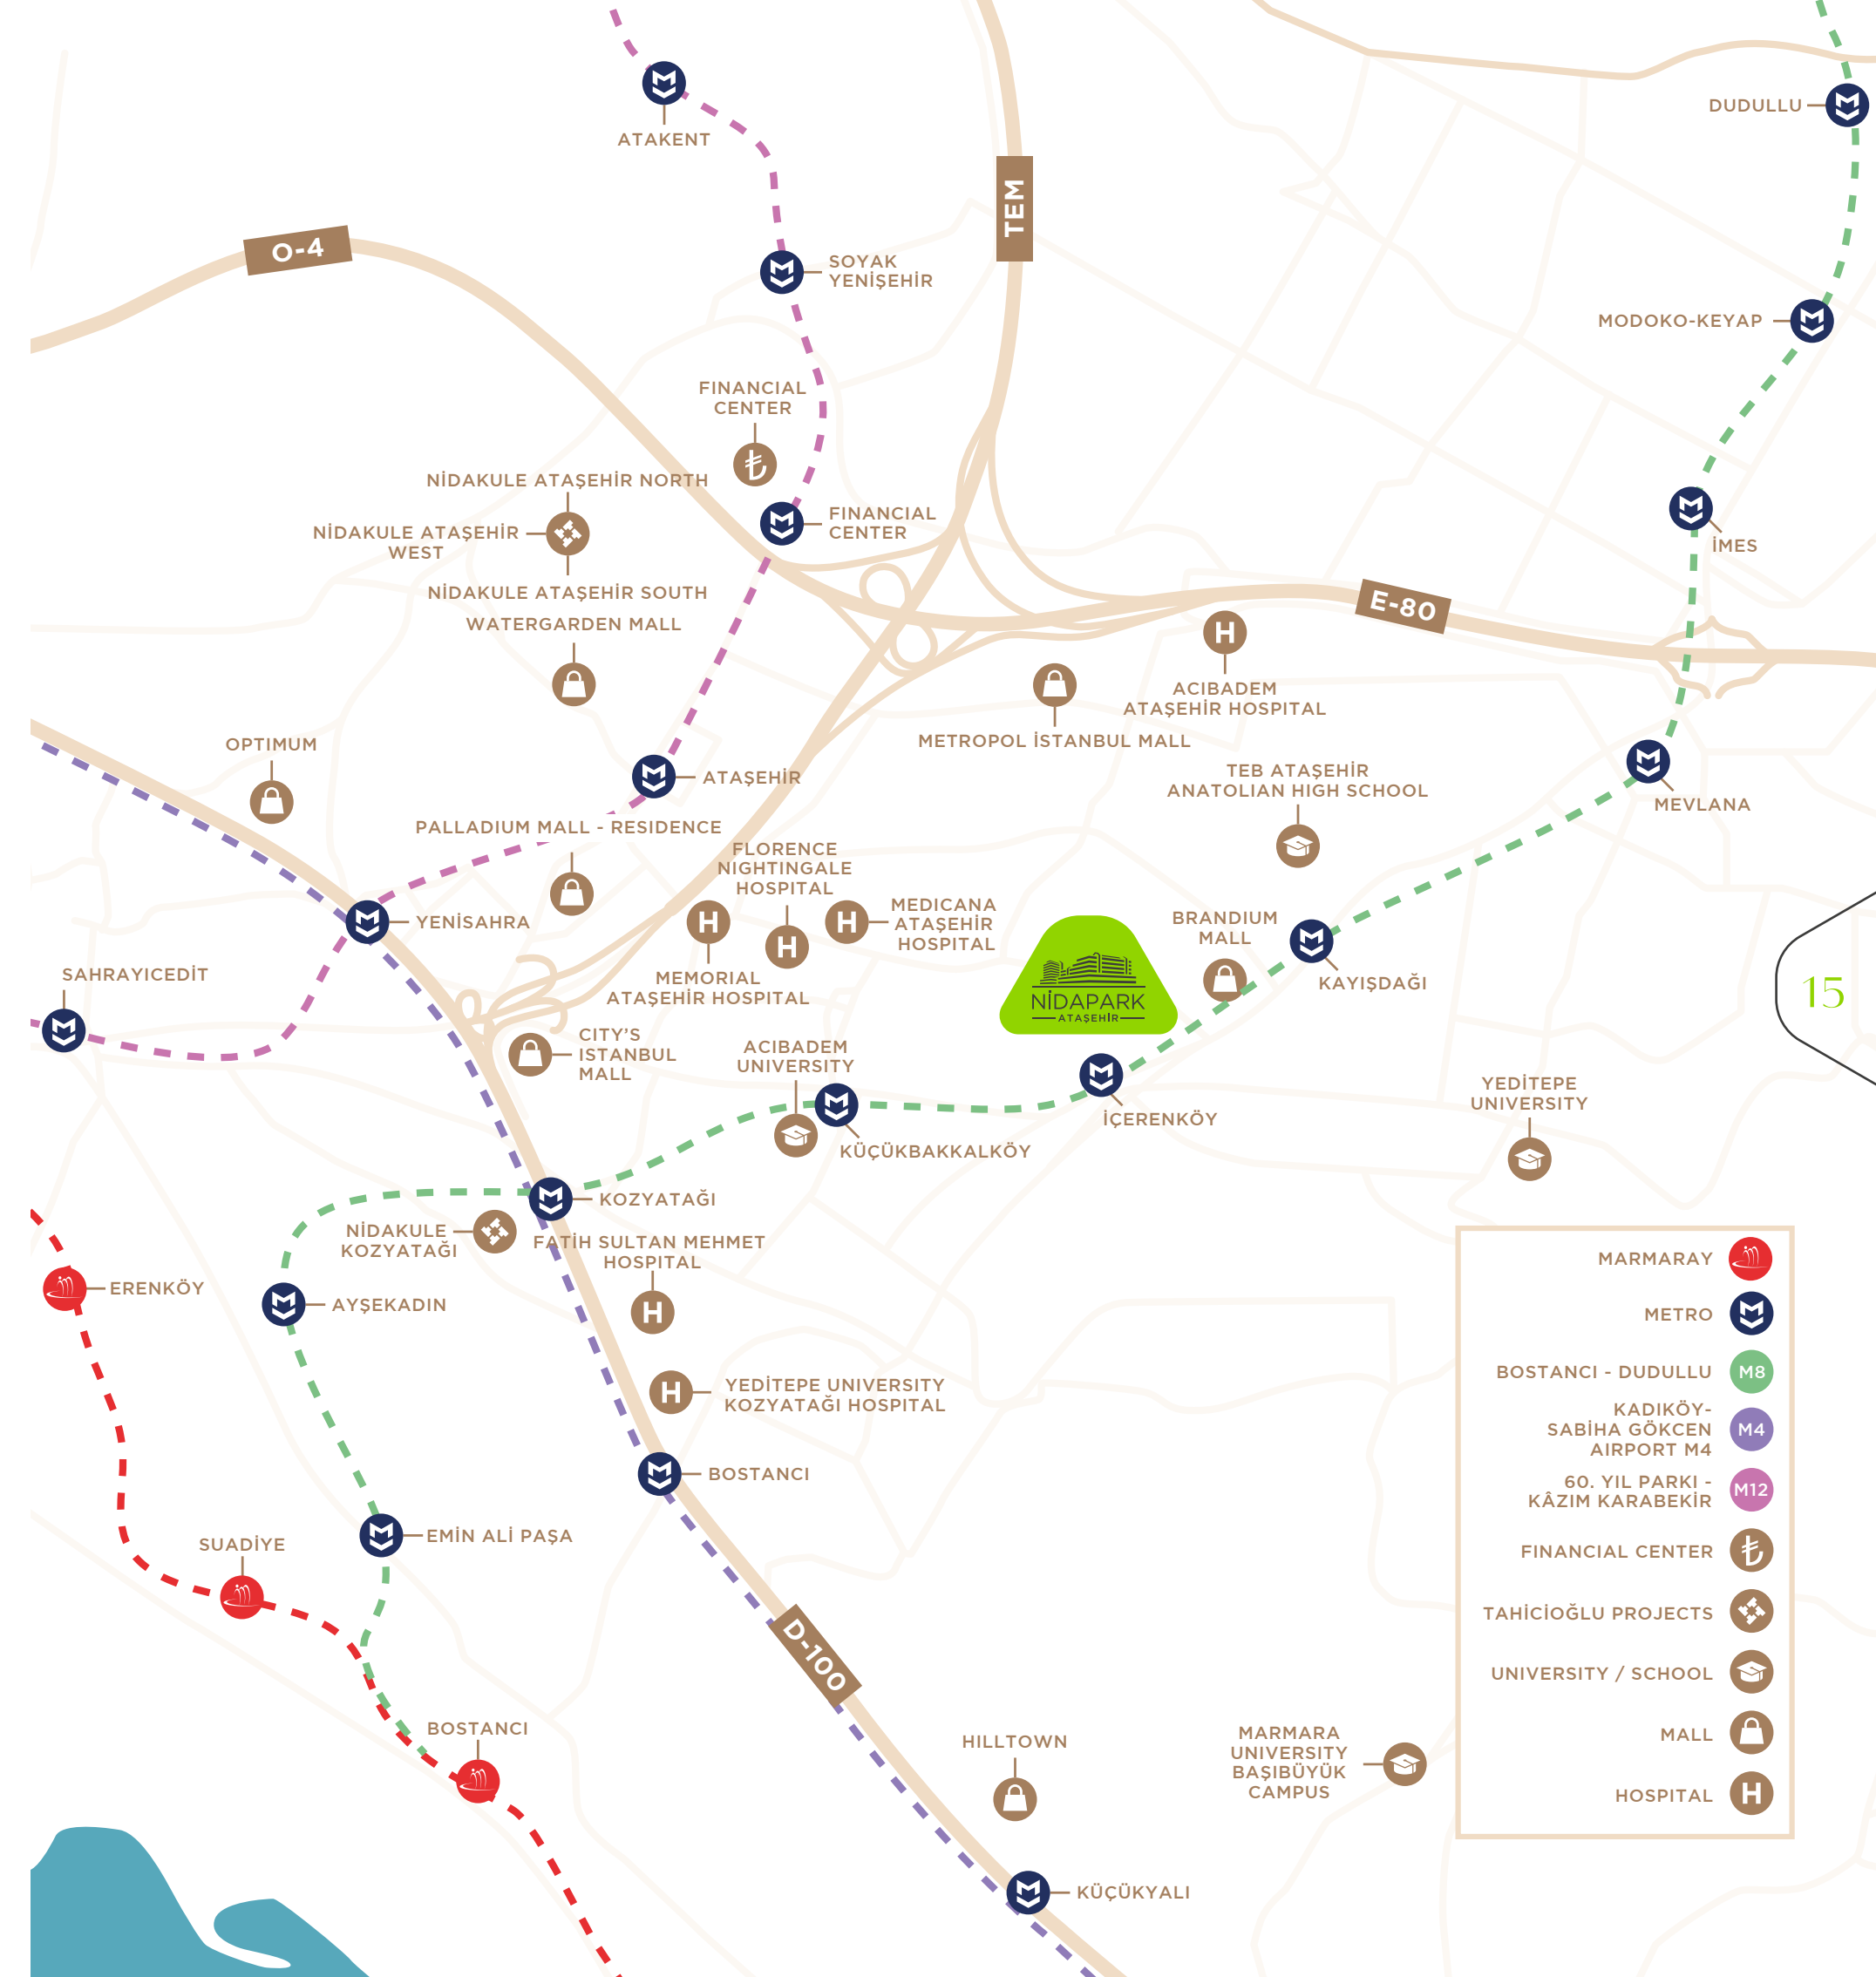 ATAKENT
DUDULLU
TEM
O-4
SOYAK
YENİŞEHİR
MODOKO-KEYAP
FINANCIAL
CENTER
NİDAKULE ATAŞEHİR NORTH
FINANCIAL
CENTER
NİDAKULE ATAŞEHİR
WEST
İMES
NİDAKULE ATAŞEHİR SOUTH
E-80
WATERGARDEN MALL
ACIBADEM
ATAŞEHİR HOSPITAL
METROPOL İSTANBUL MALL
OPTIMUM
ATAŞEHİR
TEB ATAŞEHİR
ANATOLIAN HIGH SCHOOL
MEVLANA
PALLADIUM MALL - RESIDENCE
FLORENCE
NIGHTINGALE
HOSPITAL
MEDICANA
ATAŞEHİR
HOSPITAL
BRANDIUM
MALL
YENİSAHRA
SAHRAYICEDİT
MEMORIAL
ATAŞEHİR HOSPITAL
NİDAPARK
ATAŞEHİR
KAYIŞDAĞI
15
CITY'S
ISTANBUL
MALL
ACIBADEM
UNIVERSITY
YEDİTEPE
UNIVERSITY
İÇERENKÖY
KÜÇÜKBAKKALKÖY
KOZYATAĞI
NİDAKULE
KOZYATAĞI
FATİH SULTAN MEHMET
HOSPITAL
ERENKÖY
AYŞEKADIN
YEDİTEPE UNIVERSITY
KOZYATAĞI HOSPITAL
BOSTANCI
EMİN ALİ PAŞA
SUADİYE
D-100
BOSTANCI
HILLTOWN
MARMARA
UNIVERSITY
BAŞIBÜYÜK
CAMPUS
KÜÇÜKYALI
MARMARAY
METRO
BOSTANCI - DUDULLU M8
KADIKÖY-
SABİHA GÖKCEN M4
AIRPORT M4
60. YIL PARKI - M12
KÂZIM KARABEKİR
FINANCIAL CENTER
TAHİCİOĞLU PROJECTS
UNIVERSITY / SCHOOL
MALL
HOSPITAL H